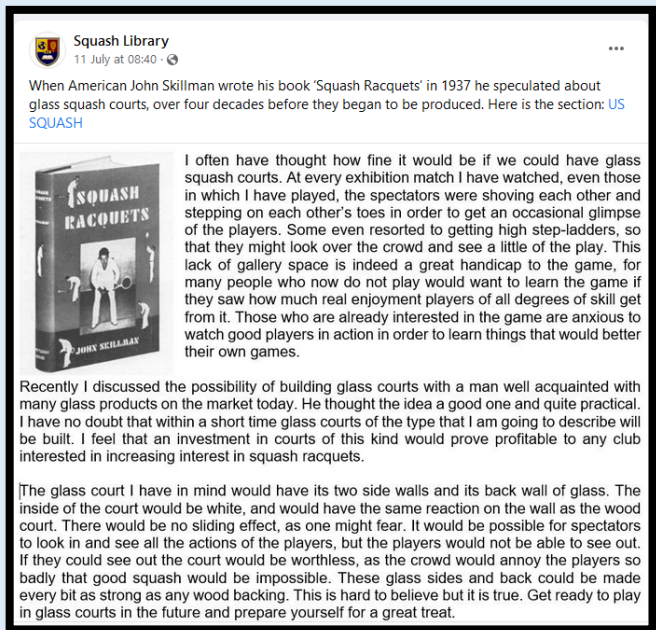 Squash Library
11 July at 08:40 ·
When American John Skillman wrote his book ‘Squash Racquets’ in 1937 he speculated about
glass squash courts, over four decades before they began to be produced. Here is the section: US
SQUASH
SQUASH
RACQUETS
JOHN SKILLMAN
I often have thought how fine it would be if we could have glass
squash courts. At every exhibition match I have watched, even those
in which I have played, the spectators were shoving each other and
stepping on each other’s toes in order to get an occasional glimpse
of the players. Some even resorted to getting high step-ladders, so
that they might look over the crowd and see a little of the play. This
lack of gallery space is indeed a great handicap to the game, for
many people who now do not play would want to learn the game if
they saw how much real enjoyment players of all degrees of skill get
from it. Those who are already interested in the game are anxious to
watch good players in action in order to learn things that would better
their own games.
Recently I discussed the possibility of building glass courts with a man well acquainted with
many glass products on the market today. He thought the idea a good one and quite practical.
I have no doubt that within a short time glass courts of the type that I am going to describe will
be built. I feel that an investment in courts of this kind would prove profitable to any club
interested in increasing interest in squash racquets.
The glass court I have in mind would have its two side walls and its back wall of glass. The
inside of the court would be white, and would have the same reaction on the wall as the wood
court. There would be no sliding effect, as one might fear. It would be possible for spectators
to look in and see all the actions of the players, but the players would not be able to see out.
If they could see out the court would be worthless, as the crowd would annoy the players so
badly that good squash would be impossible. These glass sides and back could be made
every bit as strong as any wood backing. This is hard to believe but it is true. Get ready to play
in glass courts in the future and prepare yourself for a great treat.